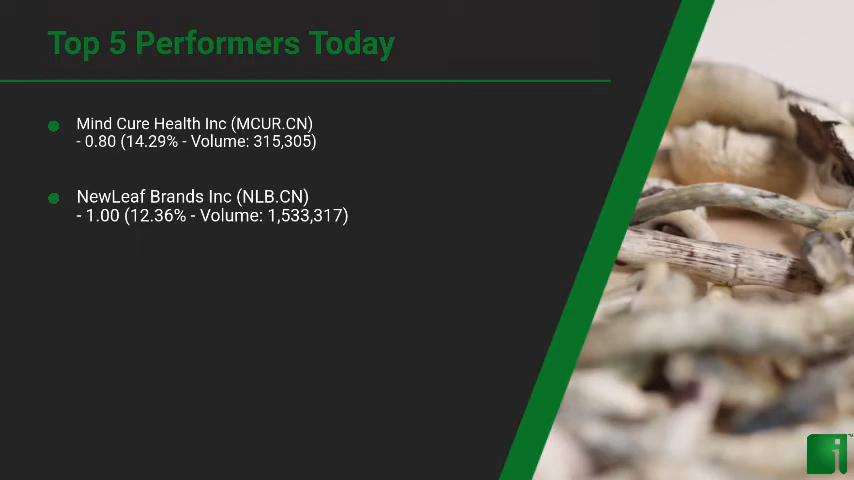 Top 5 Performers Today
Mind Cure Health Inc (MCUR.CN)
- 0.80 (14.29% - Volume: 315,305)
NewLeaf Brands Inc (NLB.CN)
- 1.00 (12.36% - Volume: 1,533,317)
i™